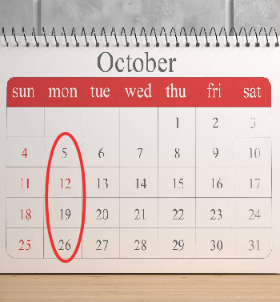 October
sun mon tue wed thu fri sat
1 2 3
4 5 6 7 8 9 10
11 12 13 14 15 16 17
18 19 20 21 22 23 24
25 26 27 28 29 30 31